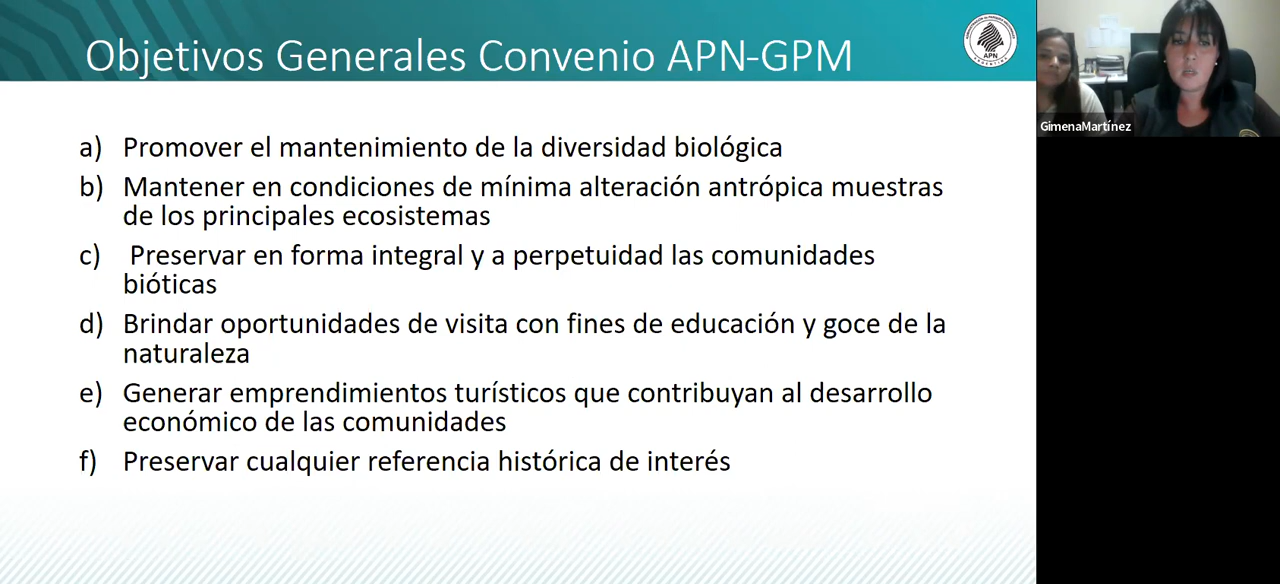 Objetivos Generales Convenio APN-GPM
APN
GimenaMartínez
a) Promover el mantenimiento de la diversidad biológica
b) Mantener en condiciones de mínima alteración antrópica muestras
de los principales ecosistemas
c) Preservar en forma integral y a perpetuidad las comunidades
bióticas
d) Brindar oportunidades de visita con fines de educación y goce de la
naturaleza
e) Generar emprendimientos turísticos que contribuyan al desarrollo
económico de las comunidades
f) Preservar cualquier referencia histórica de interés